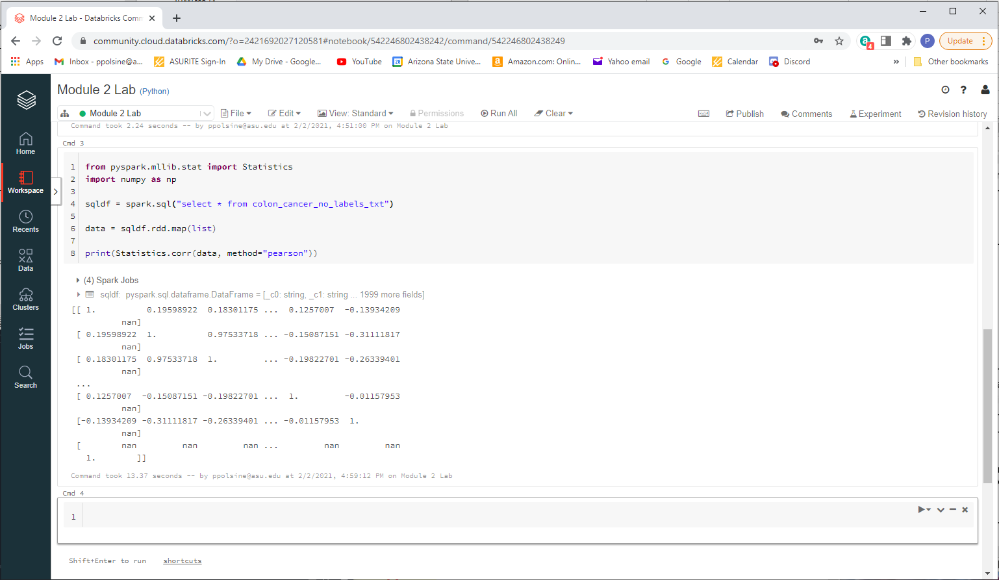 Module 2 Lab - Databricks Comm
community.cloud.databricks.com/?o=2421692027120581#notebook/542246802438242/command/542246802438249
4
P
Update
Apps
Inbox - ppolsine@a...
ASURITE Sign-In
My Drive - Google...
YouTube
Arizona State Unive...
Amazon.com: Onlin...
Yahoo email
Google
Calendar
Discord
»
Other bookmarks
Module 2 Lab (Python)
Module 2 Lab
File
Edit
View: Standard
Permissions
Run All
Clear
Publish
Comments
Experiment
Revision history
Home
Workspace
Recents
Data
Clusters
Jobs
Search
Command took 2.24 seconds -- by ppolsine@asu.edu at 2/2/2021, 4:51:00 PM on Module 2 Lab
Cmd 3
1 from pyspark.mllib.stat import Statistics
2 import numpy as np
3
4 sqldf = spark.sql("select * from colon_cancer_no_labels_txt")
5
6 data = sqldf.rdd.map(list)
7
8 print(Statistics.corr(data, method="pearson"))
(4) Spark Jobs
sqldf: pyspark.sql.dataframe.DataFrame = [_c0: string, _c1: string ... 1999 more fields]
[[ 1. 0.19598922 0.18301175 ... 0.1257007 -0.13934209
nan]
[ 0.19598922 1. 0.97533718 ... -0.15087151 -0.31111817
nan]
[ 0.18301175 0.97533718 1. ... -0.19822701 -0.26339401
nan]
...
[ 0.1257007 -0.15087151 -0.19822701 ... 1. -0.01157953
nan]
[-0.13934209 -0.31111817 -0.26339401 ... -0.01157953 1.
nan]
[ nan nan nan ... nan nan
1. ]]
Command took 13.37 seconds -- by ppolsine@asu.edu at 2/2/2021, 4:59:12 PM on Module 2 Lab
Cmd 4
1
Shift+Enter to run shortcuts